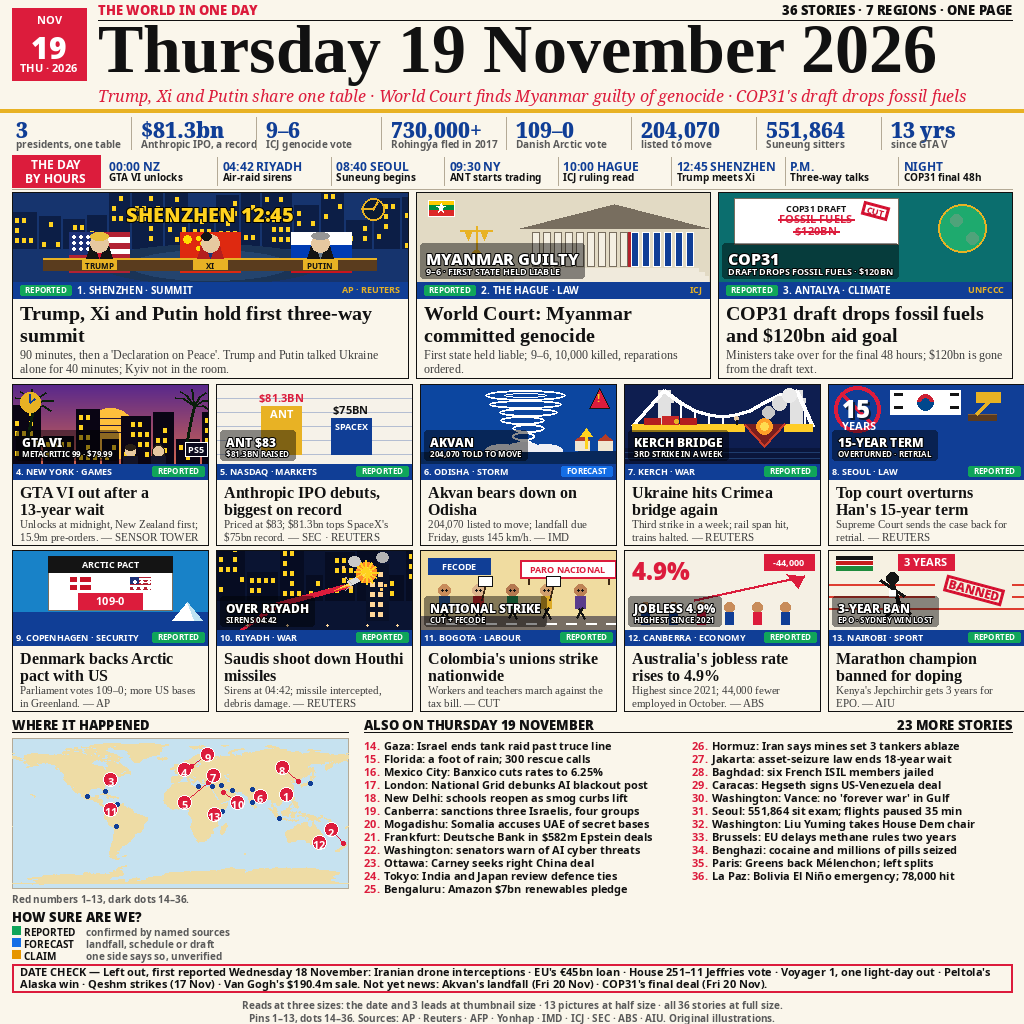 NOV
19
THU · 2026
THE WORLD IN ONE DAY
36 STORIES · 7 REGIONS · ONE PAGE
Thursday 19 November 2026
Trump, Xi and Putin share one table · World Court finds Myanmar guilty of genocide · COP31's draft drops fossil fuels
3
presidents, one table
$81.3bn
Anthropic IPO, a record
9–6
ICJ genocide vote
730,000+
Rohingya fled in 2017
109–0
Danish Arctic vote
204,070
listed to move
551,864
Suneung sitters
13 yrs
since GTA V
THE DAY
BY HOURS
00:00 NZ
GTA VI unlocks
04:42 RIYADH
Air-raid sirens
08:40 SEOUL
Suneung begins
09:30 NY
ANT starts trading
10:00 HAGUE
ICJ ruling read
12:45 SHENZHEN
Trump meets Xi
P.M.
Three-way talks
NIGHT
COP31 final 48h
SHENZHEN 12:45
TRUMP
XI
PUTIN
REPORTED
1. SHENZHEN · SUMMIT
AP · REUTERS
Trump, Xi and Putin hold first three-way
summit
90 minutes, then a 'Declaration on Peace'. Trump and Putin talked Ukraine
alone for 40 minutes; Kyiv not in the room.
MYANMAR GUILTY
9–6 · FIRST STATE HELD LIABLE
REPORTED
2. THE HAGUE · LAW
ICJ
World Court: Myanmar
committed genocide
First state held liable; 9–6, 10,000 killed, reparations
ordered.
COP31 DRAFT
FOSSIL FUELS
$120BN
CUT
COP31
DRAFT DROPS FOSSIL FUELS · $120BN
REPORTED
3. ANTALYA · CLIMATE
UNFCCC
COP31 draft drops fossil fuels
and $120bn aid goal
Ministers take over for the final 48 hours; $120bn is gone
from the draft text.
GTA VI
METACRITIC 99 · $79.99
PS5
4. NEW YORK · GAMES
REPORTED
GTA VI out after a
13-year wait
Unlocks at midnight, New Zealand first;
15.9m pre-orders. — SENSOR TOWER
$81.3BN
ANT
$75BN
SPACEX
ANT $83
$81.3BN RAISED
5. NASDAQ · MARKETS
REPORTED
Anthropic IPO debuts,
biggest on record
Priced at $83; $81.3bn tops SpaceX's
$75bn record. — SEC · REUTERS
AKVAN
204,070 TOLD TO MOVE
6. ODISHA · STORM
FORECAST
Akvan bears down on
Odisha
204,070 listed to move; landfall due
Friday, gusts 145 km/h. — IMD
KERCH BRIDGE
3RD STRIKE IN A WEEK
7. KERCH · WAR
REPORTED
Ukraine hits Crimea
bridge again
Third strike in a week; rail span hit,
trains halted. — REUTERS
15
YEARS
15-YEAR TERM
OVERTURNED · RETRIAL
8. SEOUL · LAW
REPORTED
Top court overturns
Han's 15-year term
Supreme Court sends the case back for
retrial. — REUTERS
ARCTIC PACT
109-0
9. COPENHAGEN · SECURITY
REPORTED
Denmark backs Arctic
pact with US
Parliament votes 109–0; more US bases
in Greenland. — AP
OVER RIYADH
SIRENS 04:42
10. RIYADH · WAR
REPORTED
Saudis shoot down Houthi
missiles
Sirens at 04:42; missile intercepted,
debris damage. — REUTERS
FECODE
PARO NACIONAL
NATIONAL STRIKE
CUT + FECODE
11. BOGOTA · LABOUR
REPORTED
Colombia's unions strike
nationwide
Workers and teachers march against the
tax bill. — CUT
4.9%
-44,000
JOBLESS 4.9%
HIGHEST SINCE 2021
12. CANBERRA · ECONOMY
REPORTED
Australia's jobless rate
rises to 4.9%
Highest since 2021; 44,000 fewer
employed in October. — ABS
3 YEARS
BANNED
3-YEAR BAN
EPO · SYDNEY WIN LOST
13. NAIROBI · SPORT
REPORTED
Marathon champion
banned for doping
Kenya's Jepchirchir gets 3 years for
EPO. — AIU
WHERE IT HAPPENED
3
11
4
9
7
5
13
10
6
8
1
2
12
Red numbers 1–13, dark dots 14–36.
HOW SURE ARE WE?
REPORTED confirmed by named sources
FORECAST landfall, schedule or draft
CLAIM one side says so, unverified
ALSO ON THURSDAY 19 NOVEMBER
23 MORE STORIES
14. Gaza: Israel ends tank raid past truce line
15. Florida: a foot of rain; 300 rescue calls
16. Mexico City: Banxico cuts rates to 6.25%
17. London: National Grid debunks AI blackout post
18. New Delhi: schools reopen as smog curbs lift
19. Canberra: sanctions three Israelis, four groups
20. Mogadishu: Somalia accuses UAE of secret bases
21. Frankfurt: Deutsche Bank in $582m Epstein deals
22. Washington: senators warn of AI cyber threats
23. Ottawa: Carney seeks right China deal
24. Tokyo: India and Japan review defence ties
25. Bengaluru: Amazon $7bn renewables pledge
26. Hormuz: Iran says mines set 3 tankers ablaze
27. Jakarta: asset-seizure law ends 18-year wait
28. Baghdad: six French ISIL members jailed
29. Caracas: Hegseth signs US-Venezuela deal
30. Washington: Vance: no 'forever war' in Gulf
31. Seoul: 551,864 sit exam; flights paused 35 min
32. Washington: Liu Yuming takes House Dem chair
33. Brussels: EU delays methane rules two years
34. Benghazi: cocaine and millions of pills seized
35. Paris: Greens back Mélenchon; left splits
36. La Paz: Bolivia El Niño emergency; 78,000 hit
DATE CHECK — Left out, first reported Wednesday 18 November: Iranian drone interceptions · EU's €45bn loan · House 251–11 Jeffries vote · Voyager 1, one light-day out · Peltola's
Alaska win · Qeshm strikes (17 Nov) · Van Gogh's $190.4m sale. Not yet news: Akvan's landfall (Fri 20 Nov) · COP31's final deal (Fri 20 Nov).
Reads at three sizes: the date and 3 leads at thumbnail size · 13 pictures at half size · all 36 stories at full size.
Pins 1–13, dots 14–36. Sources: AP · Reuters · AFP · Yonhap · IMD · ICJ · SEC · ABS · AIU. Original illustrations.